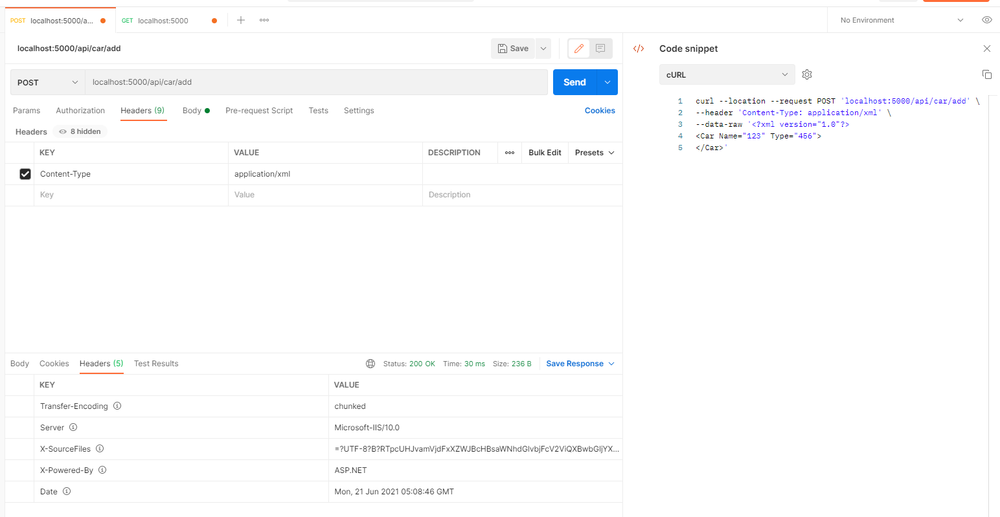 POST localhost:5000/a... GET localhost:5000 No Environment
localhost:5000/api/car/add Save
Code snippet
POST localhost:5000/api/car/add Send
cURL
Params Authorization Headers (9) Body Pre-request Script Tests Settings Cookies
Headers 8 hidden
KEY VALUE DESCRIPTION Bulk Edit Presets
Content-Type application/xml
Key Value Description
1 curl --location --request POST 'localhost:5000/api/car/add' \
2 --header 'Content-Type: application/xml' \
3 --data-raw '<?xml version="1.0"?>
4 <Car Name="123" Type="456">
5 </Car>'
Body Cookies Headers (5) Test Results Status: 200 OK Time: 30 ms Size: 236 B Save Response
KEY VALUE
Transfer-Encoding chunked
Server Microsoft-IIS/10.0
X-SourceFiles =?UTF-8?B?RTpcUHJvamVjdFxXZWJBcHBsaWNhdGlvbjFcV2ViQXBwbGljYX...
X-Powered-By ASP.NET
Date Mon, 21 Jun 2021 05:08:46 GMT